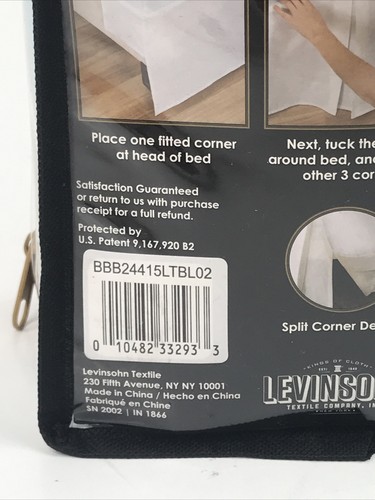 Place one fitted corner
at head of bed
Next, tuck the
around bed, and
other 3 cor
Satisfaction Guaranteed
or return to us with purchase
receipt for a full refund.
Protected by
U.S. Patent 9,167,920 B2
BBB24415LTBL02
0 10482 33293 3
Split Corner De
Levinsohn Textile
230 Fifth Avenue, NY NY 10001
Made in China / Hecho en China
Fabriqué en Chine
SN 2002 | IN 1866
KINGS OF CLOTH
LEVINSOH
TEXTILE COMPANY, IN